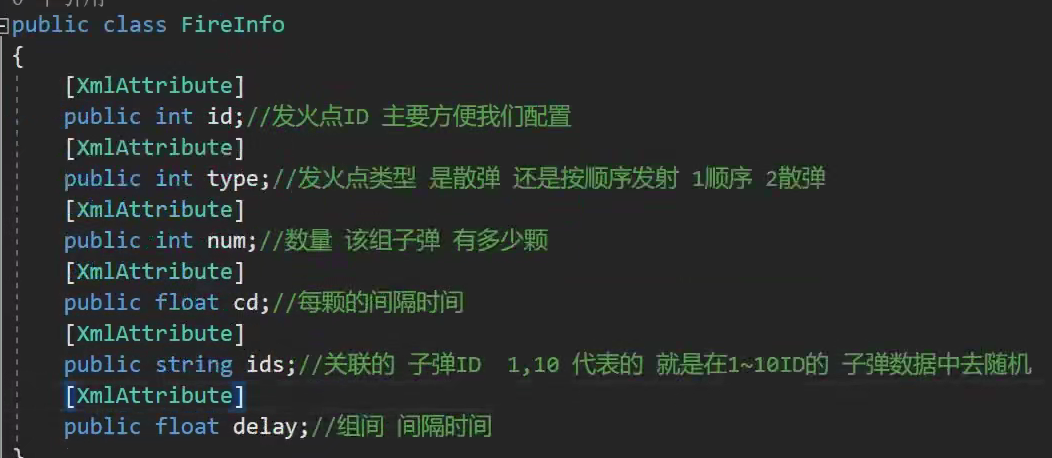 public class FireInfo
{
[XmlAttribute]
public int id;//发火点ID 主要方便我们配置
[XmlAttribute]
public int type;//发火点类型 是散弹 还是按顺序发射 1顺序 2散弹
[XmlAttribute]
public int num;//数量 该组子弹 有多少颗
[XmlAttribute]
public float cd;//每颗的间隔时间
[XmlAttribute]
public string ids;//关联的 子弹ID  1,10 代表的 就是在1~10ID的 子弹数据中去随机
[XmlAttribute]
public float delay;//组间 间隔时间
}